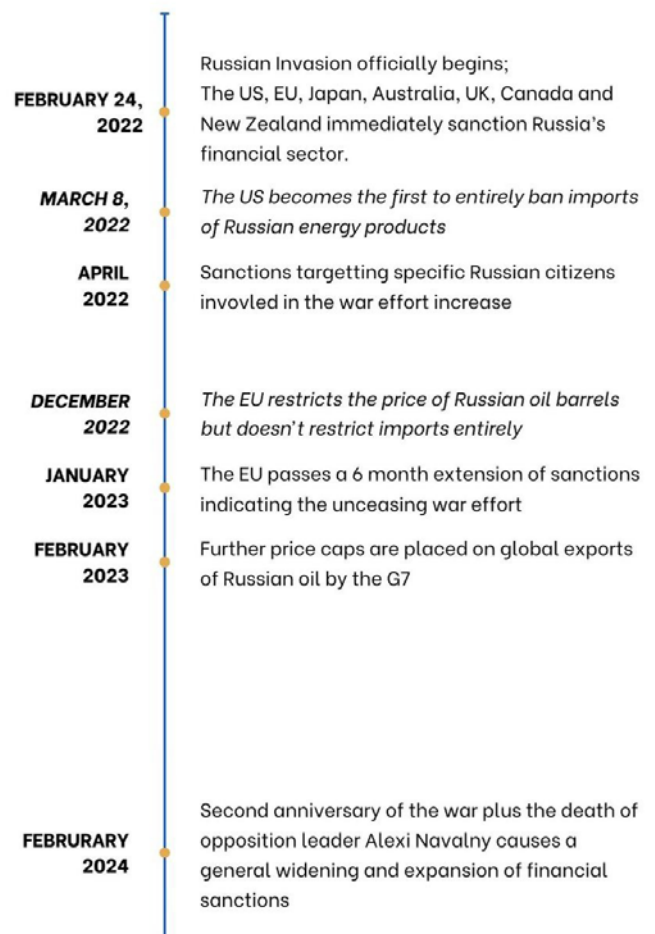 FEBRUARY 24,
2022
Russian Invasion officially begins;
The US, EU, Japan, Australia, UK, Canada and
New Zealand immediately sanction Russia's
financial sector.
MARCH 8,
2022
The US becomes the first to entirely ban imports
of Russian energy products
APRIL
2022
Sanctions targetting specific Russian citizens
invovled in the war effort increase
DECEMBER
2022
The EU restricts the price of Russian oil barrels
but doesn't restrict imports entirely
JANUARY
2023
The EU passes a 6 month extension of sanctions
indicating the unceasing war effort
FEBRUARY
2023
Further price caps are placed on global exports
of Russian oil by the G7
FEBRURARY
2024
Second anniversary of the war plus the death of
opposition leader Alexi Navalny causes a
general widening and expansion of financial
sanctions